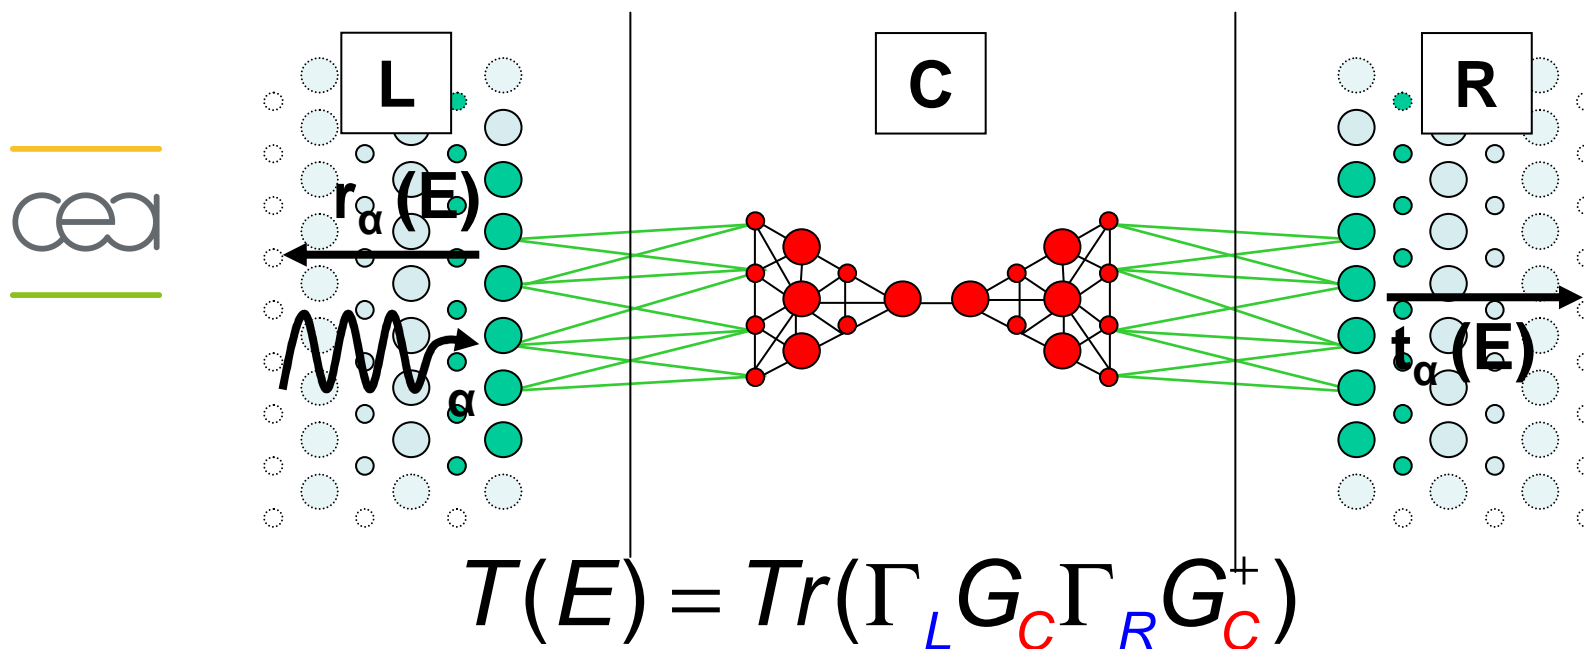 L C R
cea
rα (E)
α
tα (E)
T(E) = Tr(Γ_L G_C Γ_R G_C^+)